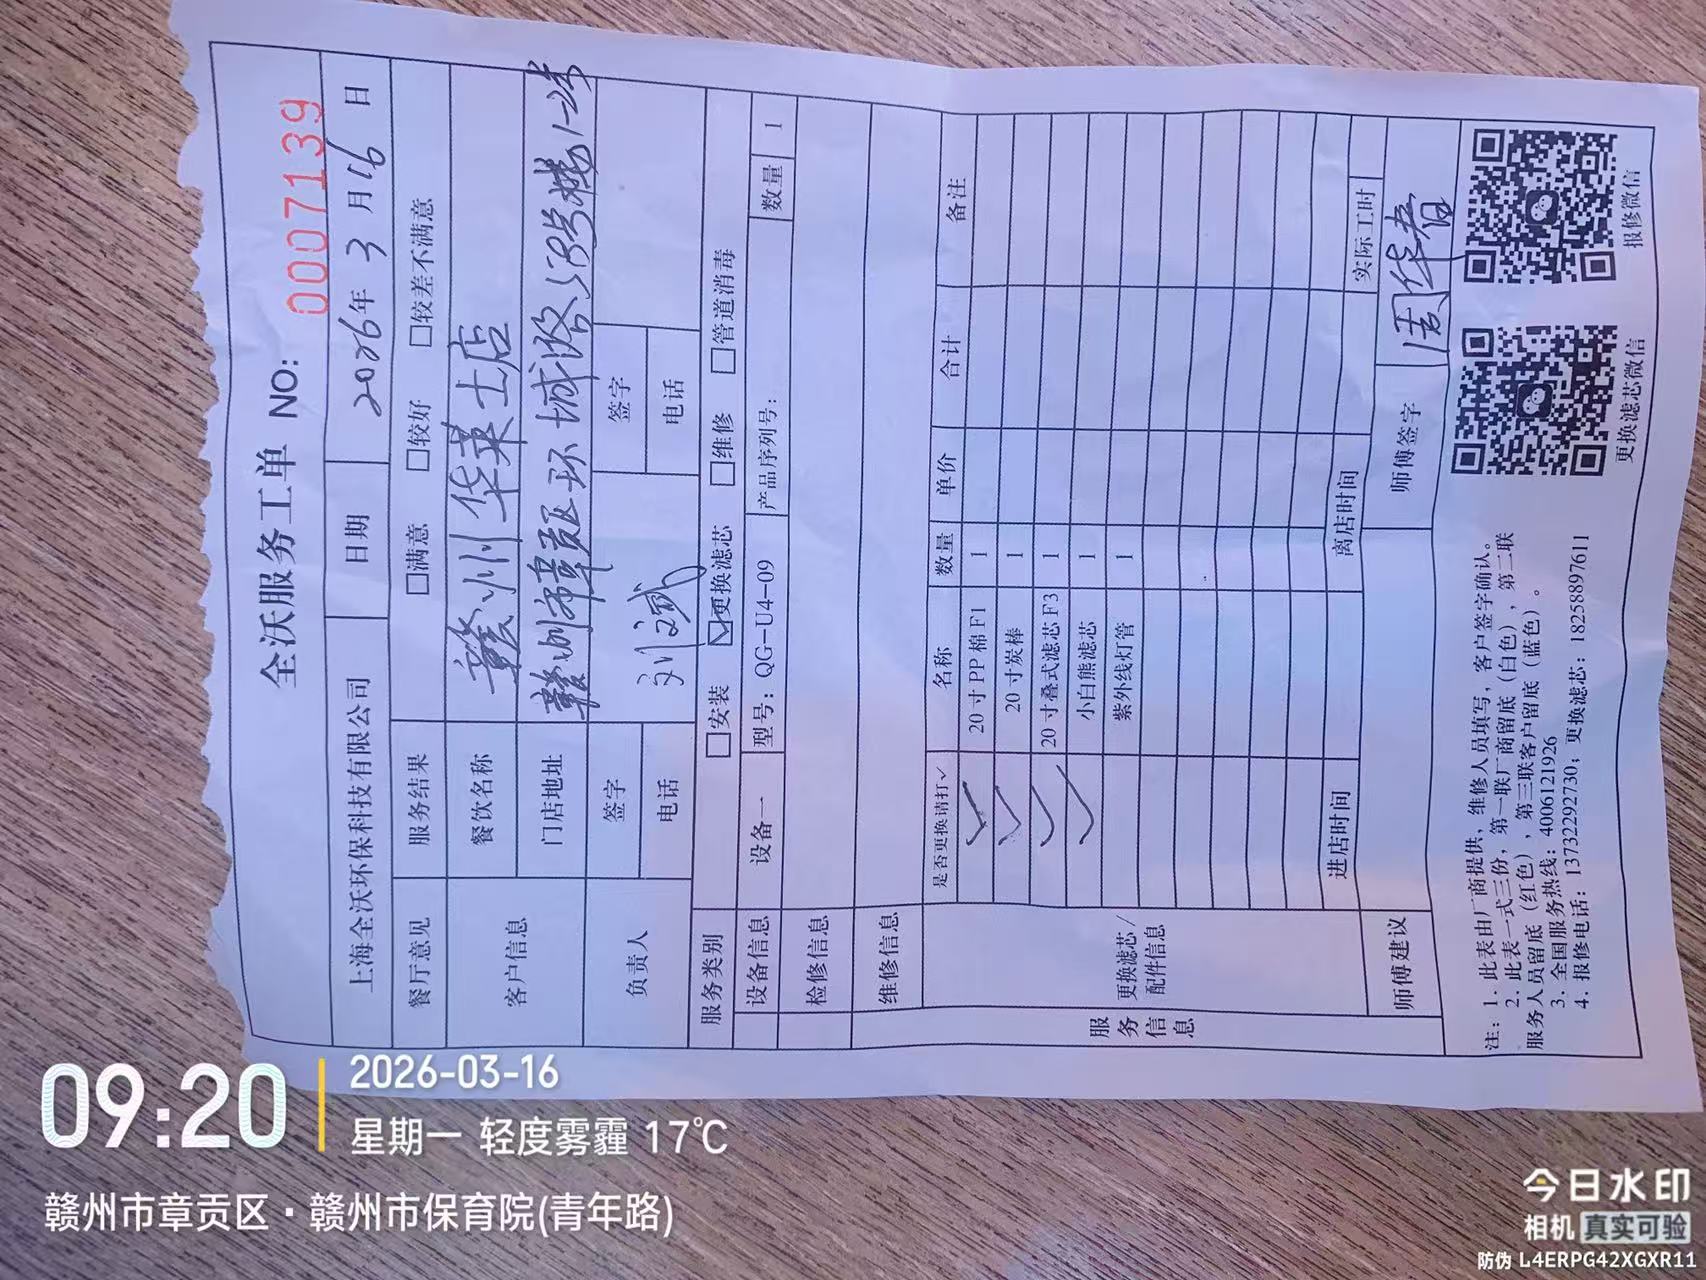 全沃服务工单 NO: 0007139
上海全沃环保科技有限公司 日期 2026年 3 月 16 日
餐厅意见 服务结果 □满意 □较好 □较差不满意
客户信息 餐饮名称 赣州华莱士店
门店地址 赣州市章贡区环城路58号楼1-2号
负责人 签字 刘斌 签字
电话 电话
服务类别 □安装 ☑更换滤芯 □维修 □管道消毒
设备信息 设备一 型号:QG-U4-09 产品序列号: 数量 1
检修信息
维修信息
服务信息 更换滤芯/配件信息
是否更换请打✓ 名称 数量 单价 合计 备注
✓ 20寸PP棉F1 1
✓ 20寸炭棒 1
✓ 20寸叠式滤芯F3 1
✓ 小白熊滤芯 1
紫外线灯管 1
进店时间 离店时间 实际工时
师傅建议 师傅签字 周华春
注:1. 此表由厂商提供,维修人员填写,客户签字确认。
2. 此表一式三份,第一联厂商留底(白色),第二联
服务人员留底(红色),第三联客户留底(蓝色)。
3. 全国服务热线:4006121926
4. 报修电话:13732292730;更换滤芯:18258897611
更换滤芯微信 报修微信
09:20
2026-03-16
星期一 轻度雾霾 17℃
赣州市章贡区·赣州市保育院(青年路)
今日水印
相机 真实可验
防伪 L4ERPG42XGXR11